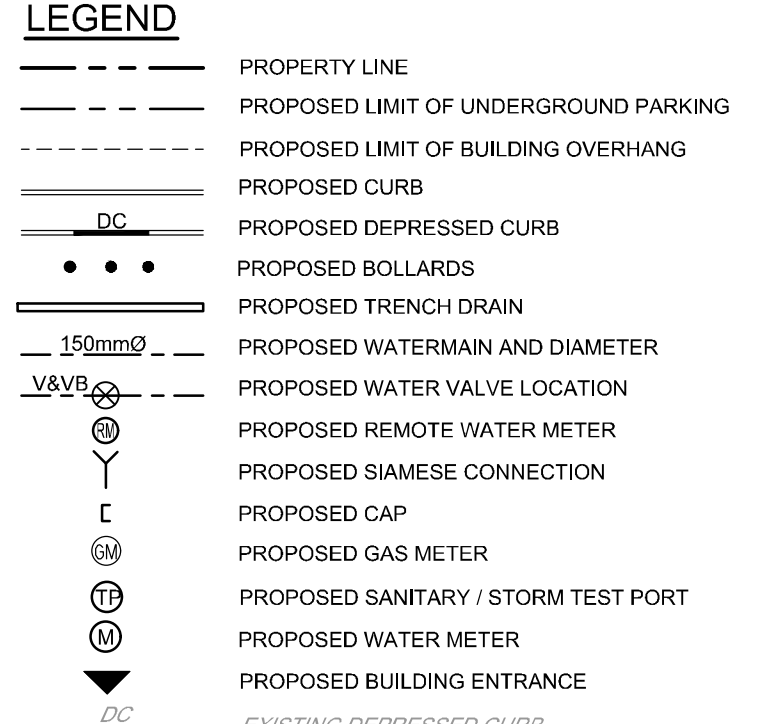 LEGEND
PROPERTY LINE
PROPOSED LIMIT OF UNDERGROUND PARKING
PROPOSED LIMIT OF BUILDING OVERHANG
PROPOSED CURB
DC PROPOSED DEPRESSED CURB
PROPOSED BOLLARDS
PROPOSED TRENCH DRAIN
150mmØ PROPOSED WATERMAIN AND DIAMETER
V&VB PROPOSED WATER VALVE LOCATION
RM PROPOSED REMOTE WATER METER
PROPOSED SIAMESE CONNECTION
PROPOSED CAP
GM PROPOSED GAS METER
TP PROPOSED SANITARY / STORM TEST PORT
M PROPOSED WATER METER
PROPOSED BUILDING ENTRANCE
DC EXISTING DEPRESSED CURB